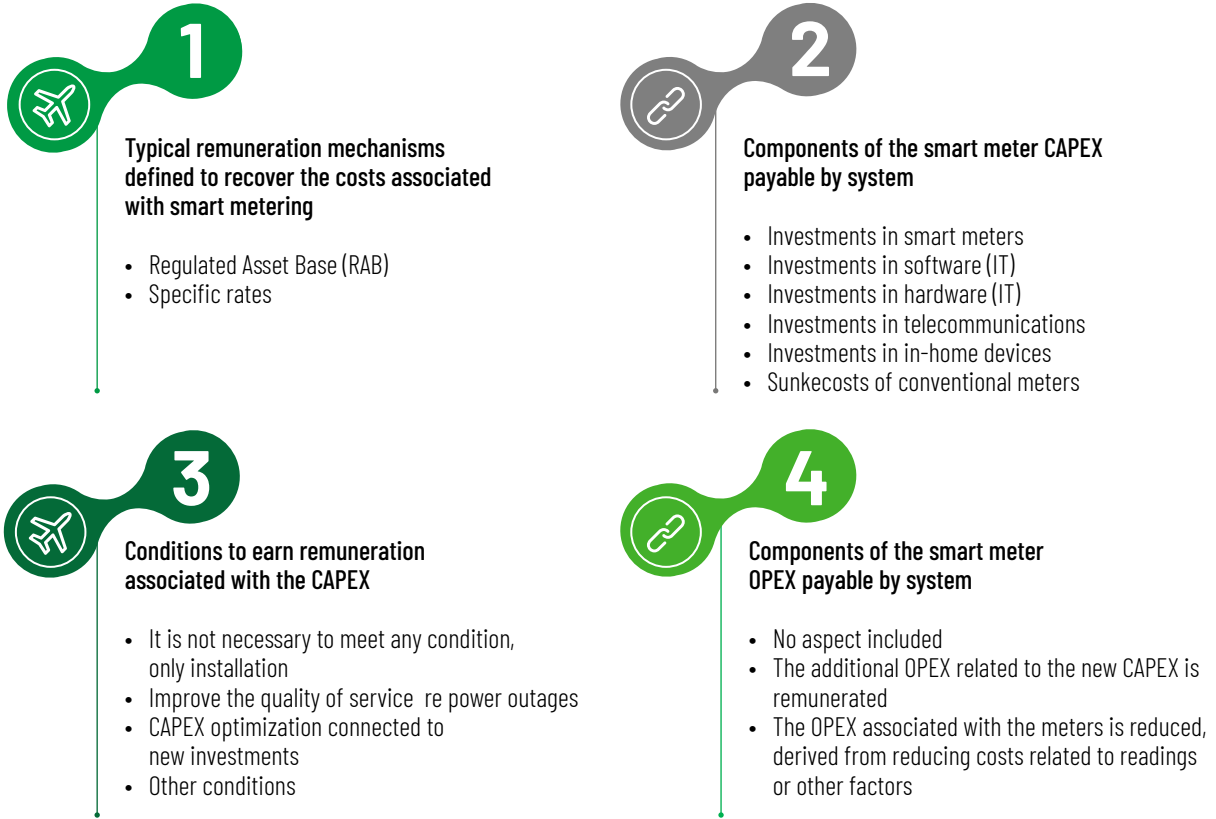 1
Typical remuneration mechanisms
defined to recover the costs associated
with smart metering
• Regulated Asset Base (RAB)
• Specific rates
2
Components of the smart meter CAPEX
payable by system
• Investments in smart meters
• Investments in software (IT)
• Investments in hardware (IT)
• Investments in telecommunications
• Investments in in-home devices
• Sunkecosts of conventional meters
3
Conditions to earn remuneration
associated with the CAPEX
• It is not necessary to meet any condition,
only installation
• Improve the quality of service  re power outages
• CAPEX optimization connected to
new investments
• Other conditions
4
Components of the smart meter
OPEX payable by system
• No aspect included
• The additional OPEX related to the new CAPEX is
remunerated
• The OPEX associated with the meters is reduced,
derived from reducing costs related to readings
or other factors